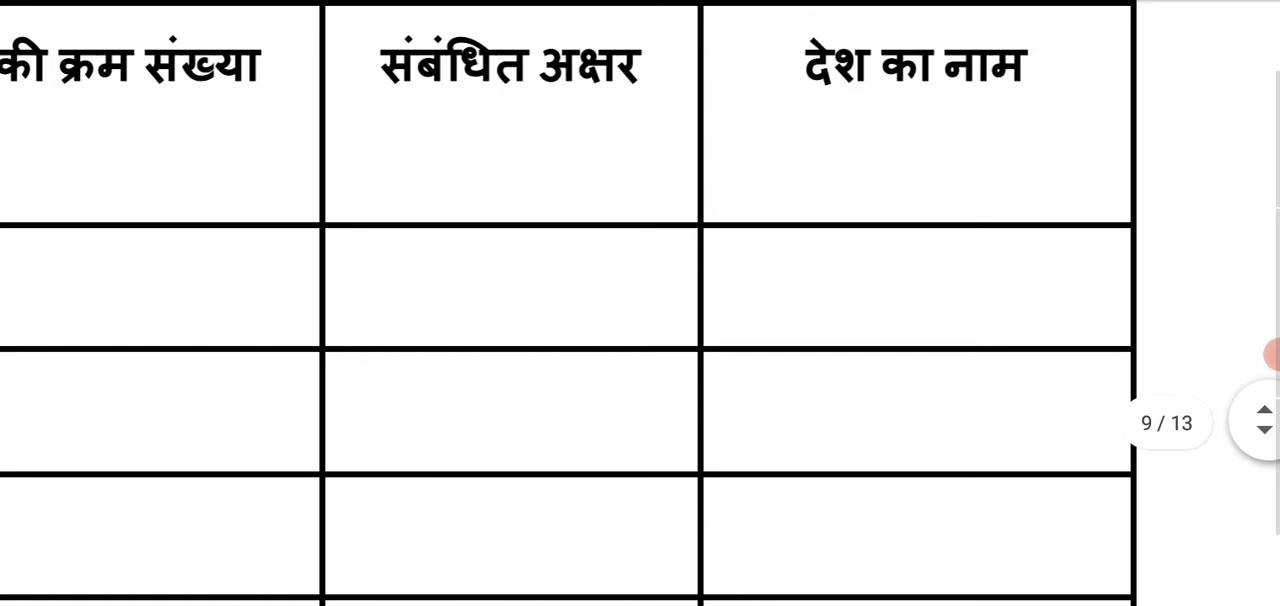 की क्रम संख्या
संबंधित अक्षर
देश का नाम
9 / 13